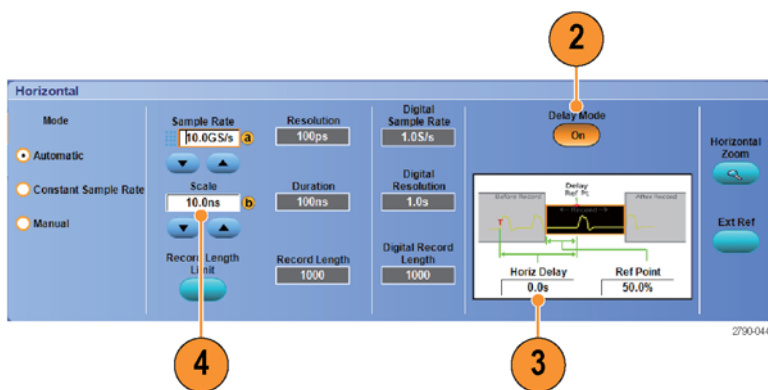 2
Horizontal
Mode
Automatic
Constant Sample Rate
Manual
Sample Rate
10.0GS/s a
Scale
10.0ns b
Record Length
Limit
Resolution
100ps
Duration
100ns
Record Length
1000
Digital
Sample Rate
1.0S/s
Digital
Resolution
1.0s
Digital Record
Length
1000
Delay Mode
On
Before Record
Delay
Ref Pt
After Record
Record
T
Horiz Delay
0.0s
Ref Point
50.0%
Horizontal
Zoom
Ext Ref
2790-044
4
3